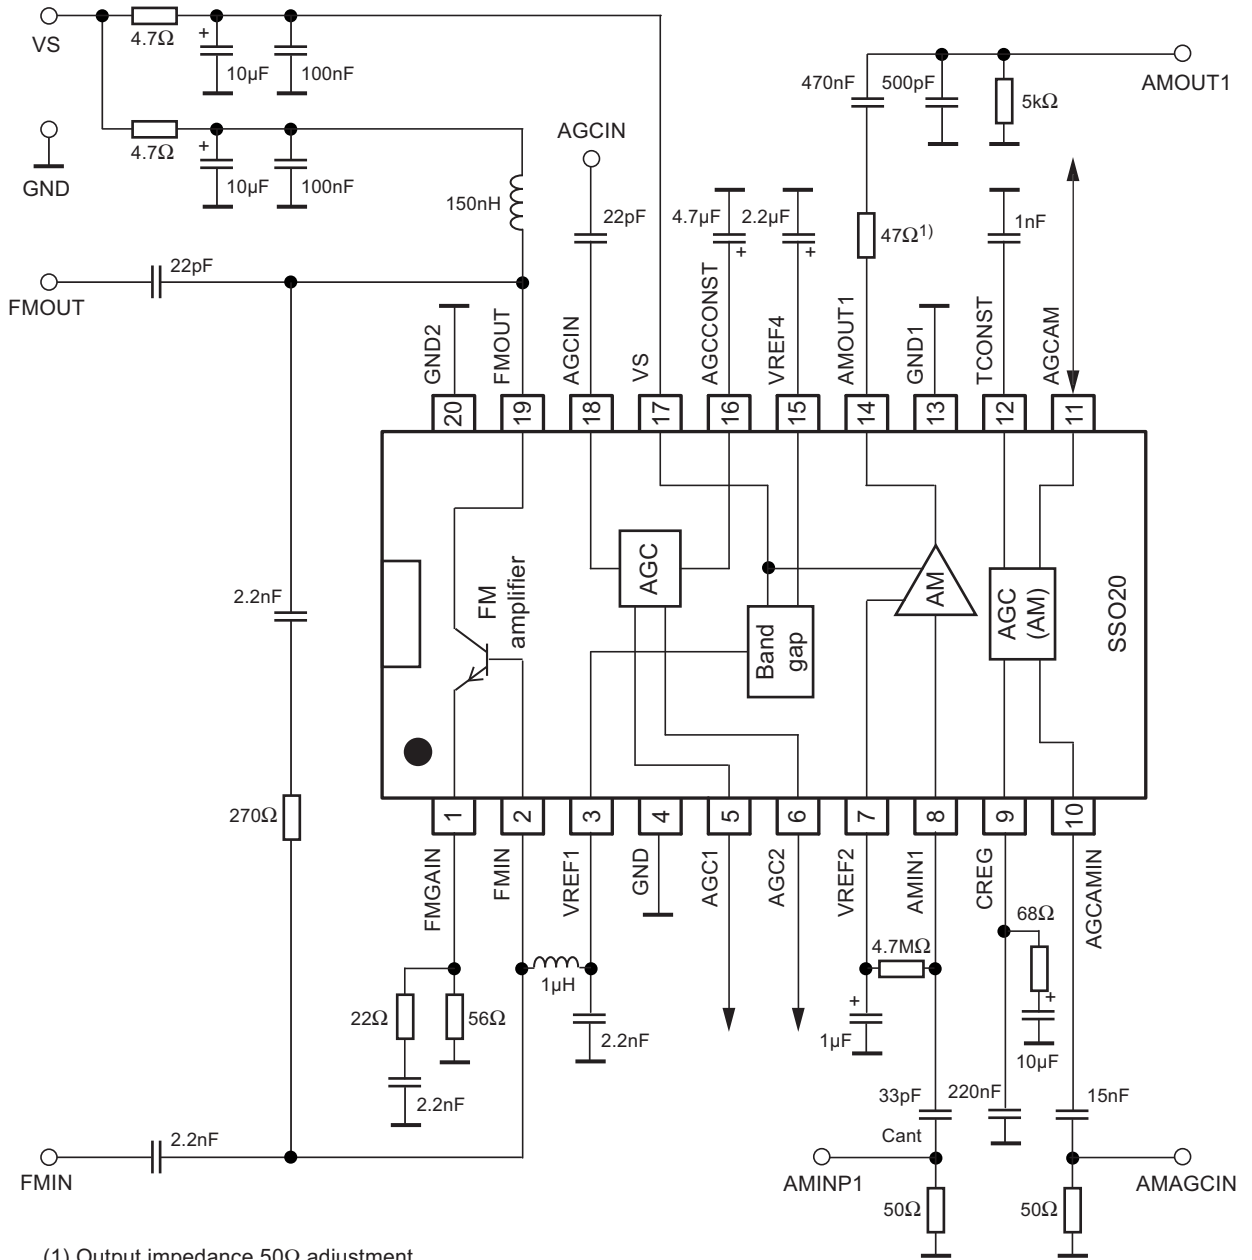 VS
4.7Ω
+
10µF
100nF
4.7Ω
+
10µF
100nF
GND
150nH
AGCIN
22pF
4.7µF
+
2.2µF
+
470nF
500pF
5kΩ
AMOUT1
47Ω1)
1nF
FMOUT
22pF
GND2
FMOUT
AGCIN
VS
AGCCONST
VREF4
AMOUT1
GND1
TCONST
AGCAM
20
19
18
17
16
15
14
13
12
11
2.2nF
270Ω
FM
amplifier
AGC
Band
gap
AM
AGC
(AM)
SSO20
1
2
3
4
5
6
7
8
9
10
FMGAIN
FMIN
VREF1
GND
AGC1
AGC2
VREF2
AMIN1
CREG
AGCAMIN
22Ω
56Ω
2.2nF
1µH
2.2nF
4.7MΩ
+
1µF
68Ω
+
10µF
33pF
Cant
220nF
15nF
FMIN
2.2nF
AMINP1
50Ω
50Ω
AMAGCIN
(1) Output impedance 50Ω adjustment